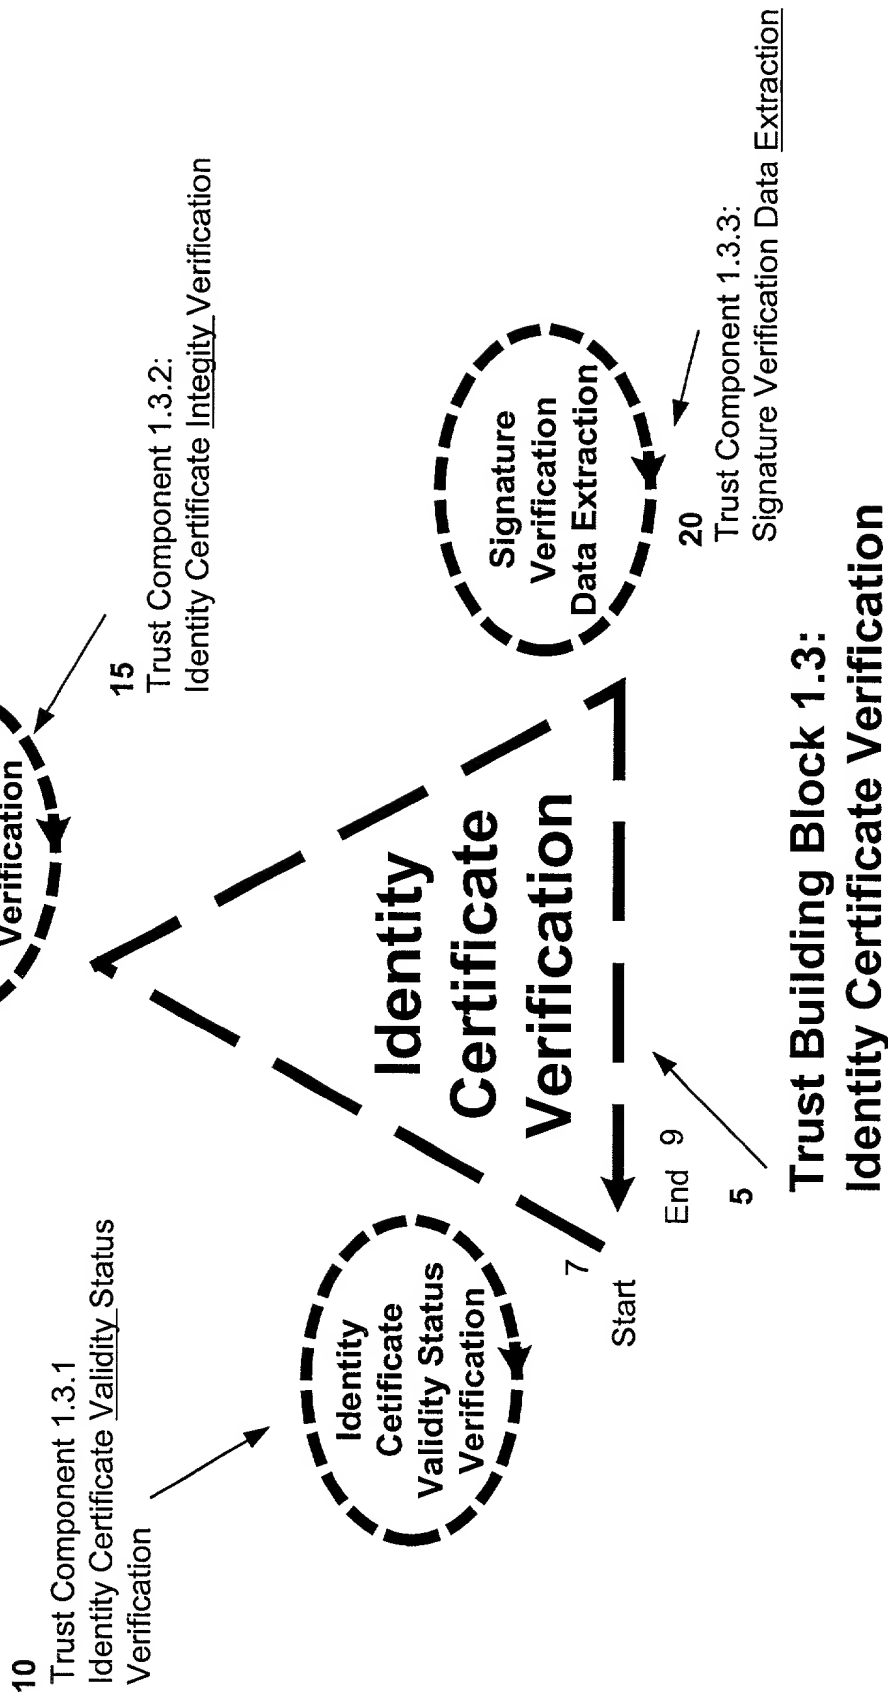 10
Trust Component 1.3.1
Identity Certificate Validity Status
Verification
Verification
15
Trust Component 1.3.2:
Identity Certificate Integity Verification
Identity
Cetificate
Validity Status
Verification
7
Start
Identity
Certificate
Verification
End 9
5
Signature
Verification
Data Extraction
20
Trust Component 1.3.3:
Signature Verification Data Extraction
Trust Building Block 1.3:
Identity Certificate Verification